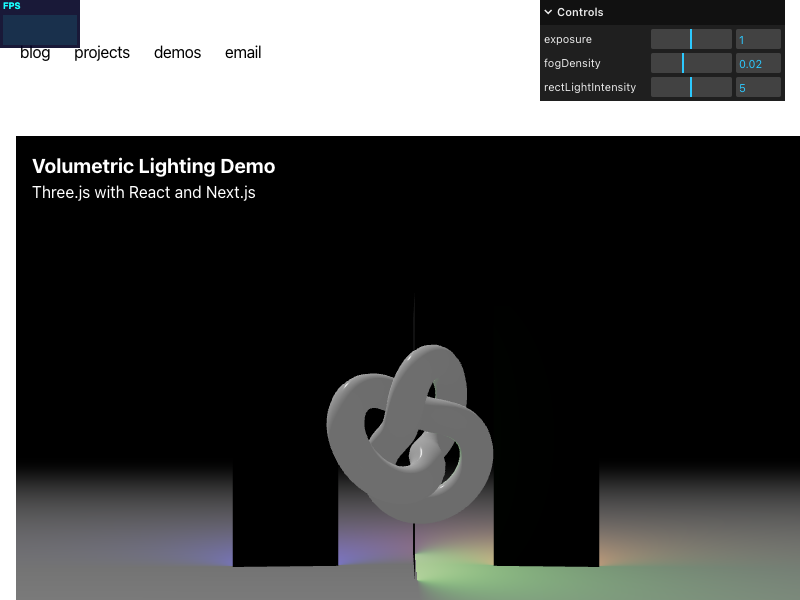 FPS
blog projects demos email
Controls
exposure 1
fogDensity 0.02
rectLightIntensity 5
Volumetric Lighting Demo
Three.js with React and Next.js